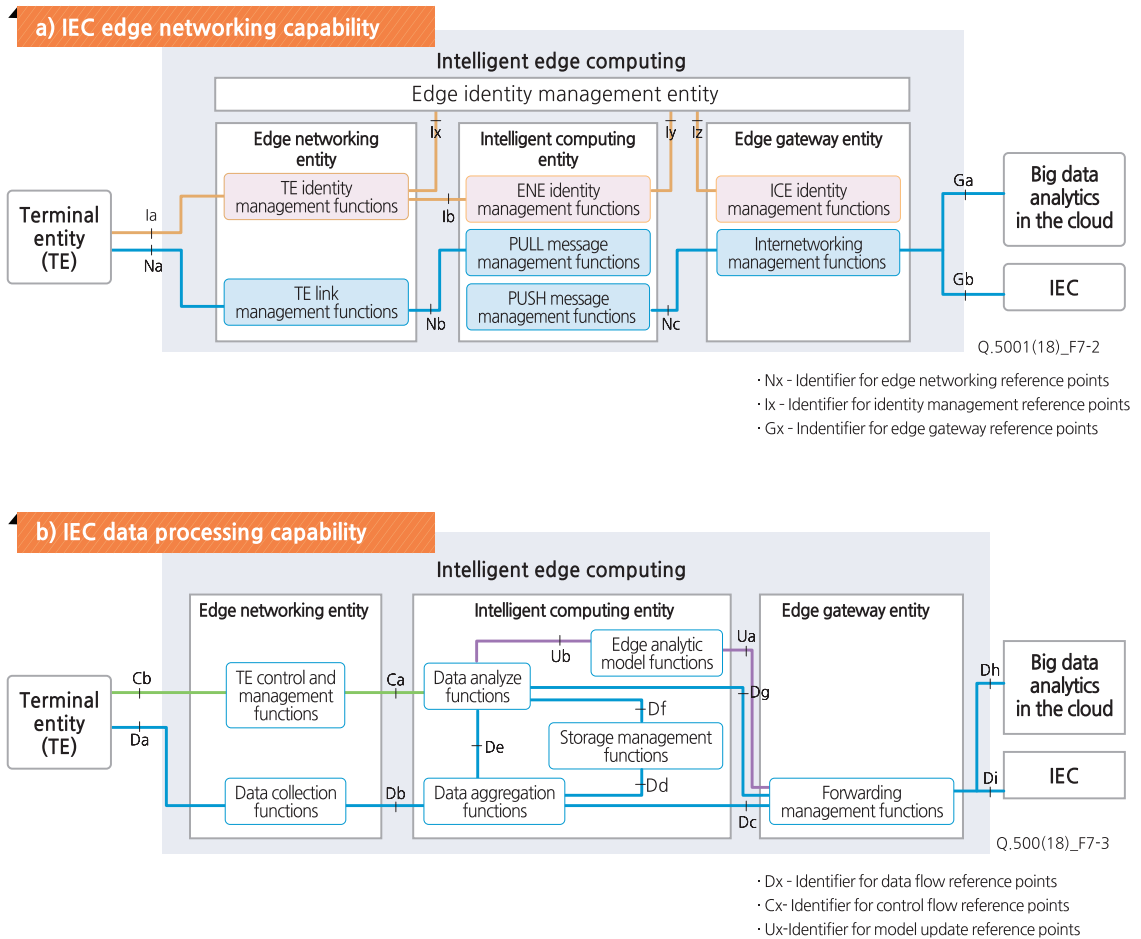 a) IEC edge networking capability
Intelligent edge computing
Edge identity management entity
Ix
Iy
Iz
Edge networking
entity
Intelligent computing
entity
Edge gateway entity
TE identity
management functions
ENE identity
management functions
ICE identity
management functions
Ib
Ia
Na
Terminal
entity
(TE)
PULL message
management functions
Internetworking
management functions
TE link
management functions
PUSH message
management functions
Nb
Nc
Ga
Gb
Big data
analytics
in the cloud
IEC
Q.5001(18)_F7-2
· Nx - Identifier for edge networking reference points
· Ix - Identifier for identity management reference points
· Gx - Indentifier for edge gateway reference points
b) IEC data processing capability
Intelligent edge computing
Edge networking entity
Intelligent computing entity
Edge gateway entity
Ub
Edge analytic
model functions
Ua
Cb
TE control and
management
functions
Ca
Data analyze
functions
Dg
Terminal
entity
(TE)
Da
Df
De
Storage management
functions
Dd
Data collection
functions
Db
Data aggregation
functions
Dc
Forwarding
management functions
Dh
Di
Big data
analytics
in the cloud
IEC
Q.500(18)_F7-3
· Dx - Identifier for data flow reference points
· Cx- Identifier for control flow reference points
· Ux-Identifier for model update reference points